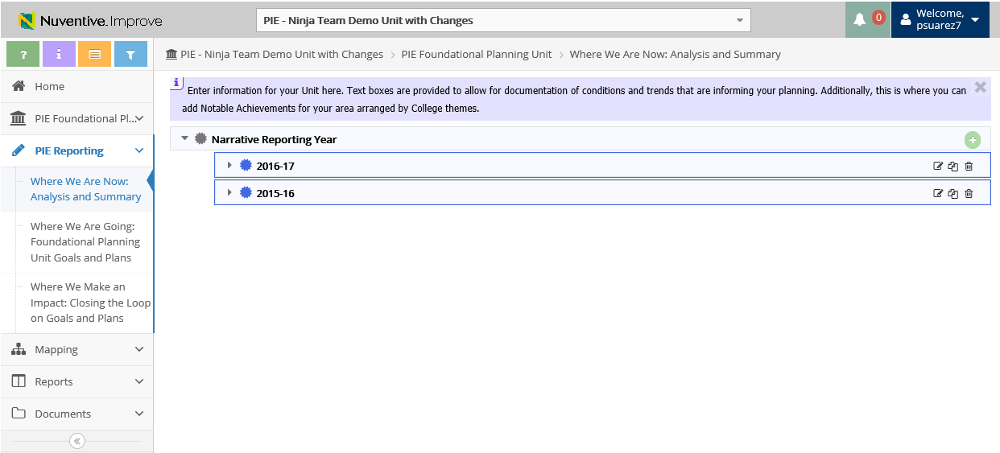 Nuventive.Improve
PIE - Ninja Team Demo Unit with Changes
0
Welcome,
psuarez7
?
i
PIE - Ninja Team Demo Unit with Changes > PIE Foundational Planning Unit > Where We Are Now: Analysis and Summary
Home
PIE Foundational Pl...
PIE Reporting
Where We Are Now:
Analysis and Summary
Where We Are Going:
Foundational Planning
Unit Goals and Plans
Where We Make an
Impact: Closing the Loop
on Goals and Plans
Mapping
Reports
Documents
i
Enter information for your Unit here. Text boxes are provided to allow for documentation of conditions and trends that are informing your planning. Additionally, this is where you can
add Notable Achievements for your area arranged by College themes.
Narrative Reporting Year
2016-17
2015-16